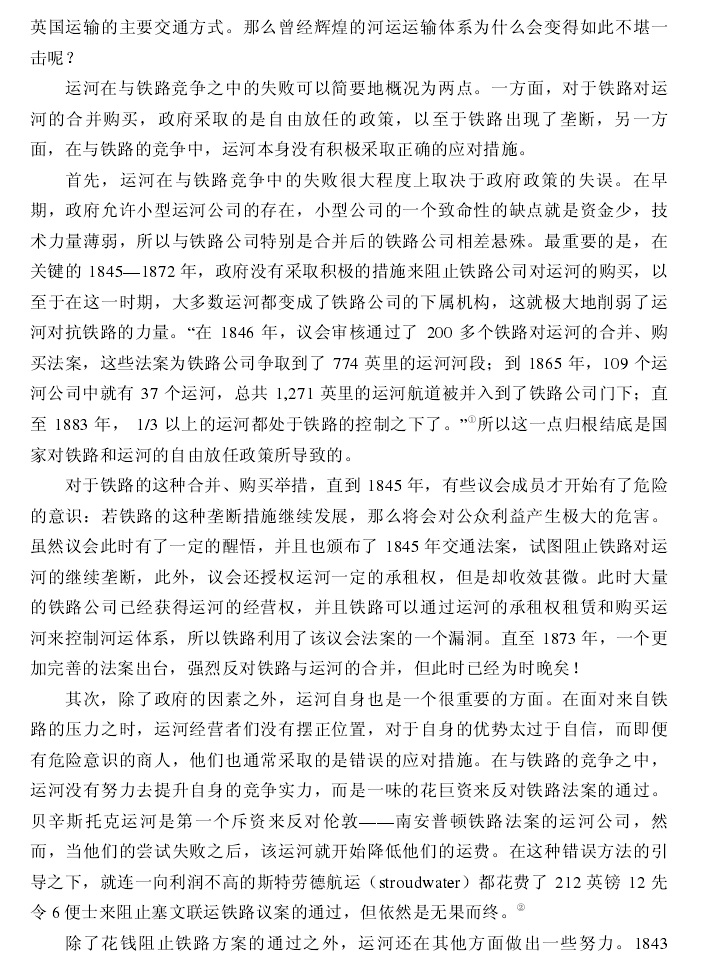 英国运输的主要交通方式。那么曾经辉煌的河运运输体系为什么会变得如此不堪一
击呢？
运河在与铁路竞争之中的失败可以简要地概况为两点。一方面，对于铁路对运
河的合并购买，政府采取的是自由放任的政策，以至于铁路出现了垄断，另一方
面，在与铁路的竞争中，运河本身没有积极采取正确的应对措施。
首先，运河在与铁路竞争中的失败很大程度上取决于政府政策的失误。在早
期，政府允许小型运河公司的存在，小型公司的一个致命性的缺点就是资金少，技
术力量薄弱，所以与铁路公司特别是合并后的铁路公司相差悬殊。最重要的是，在
关键的 1845—1872 年，政府没有采取积极的措施来阻止铁路公司对运河的购买，以
至于在这一时期，大多数运河都变成了铁路公司的下属机构，这就极大地削弱了运
河对抗铁路的力量。“在 1846 年，议会审核通过了 200 多个铁路对运河的合并、购
买法案，这些法案为铁路公司争取到了 774 英里的运河河段；到 1865 年，109 个运
河公司中就有 37 个运河，总共 1,271 英里的运河航道被并入到了铁路公司门下；直
至 1883 年， 1/3 以上的运河都处于铁路的控制之下了。”①所以这一点归根结底是国
家对铁路和运河的自由放任政策所导致的。
对于铁路的这种合并、购买举措，直到 1845 年，有些议会成员才开始有了危险
的意识：若铁路的这种垄断措施继续发展，那么将会对公众利益产生极大的危害。
虽然议会此时有了一定的醒悟，并且也颁布了 1845 年交通法案，试图阻止铁路对运
河的继续垄断，此外，议会还授权运河一定的承租权，但是却收效甚微。此时大量
的铁路公司已经获得运河的经营权，并且铁路可以通过运河的承租权租赁和购买运
河来控制河运体系，所以铁路利用了该议会法案的一个漏洞。直至 1873 年，一个更
加完善的法案出台，强烈反对铁路与运河的合并，但此时已经为时晚矣！
其次，除了政府的因素之外，运河自身也是一个很重要的方面。在面对来自铁
路的压力之时，运河经营者们没有摆正位置，对于自身的优势太过于自信，而即便
有危险意识的商人，他们也通常采取的是错误的应对措施。在与铁路的竞争之中，
运河没有努力去提升自身的竞争实力，而是一味的花巨资来反对铁路法案的通过。
贝辛斯托克运河是第一个斥资来反对伦敦——南安普顿铁路法案的运河公司，然
而，当他们的尝试失败之后，该运河就开始降低他们的运费。在这种错误方法的引
导之下，就连一向利润不高的斯特劳德航运（stroudwater）都花费了 212 英镑 12 先
令 6 便士来阻止塞文联运铁路议案的通过，但依然是无果而终。②
除了花钱阻止铁路方案的通过之外，运河还在其他方面做出一些努力。1843